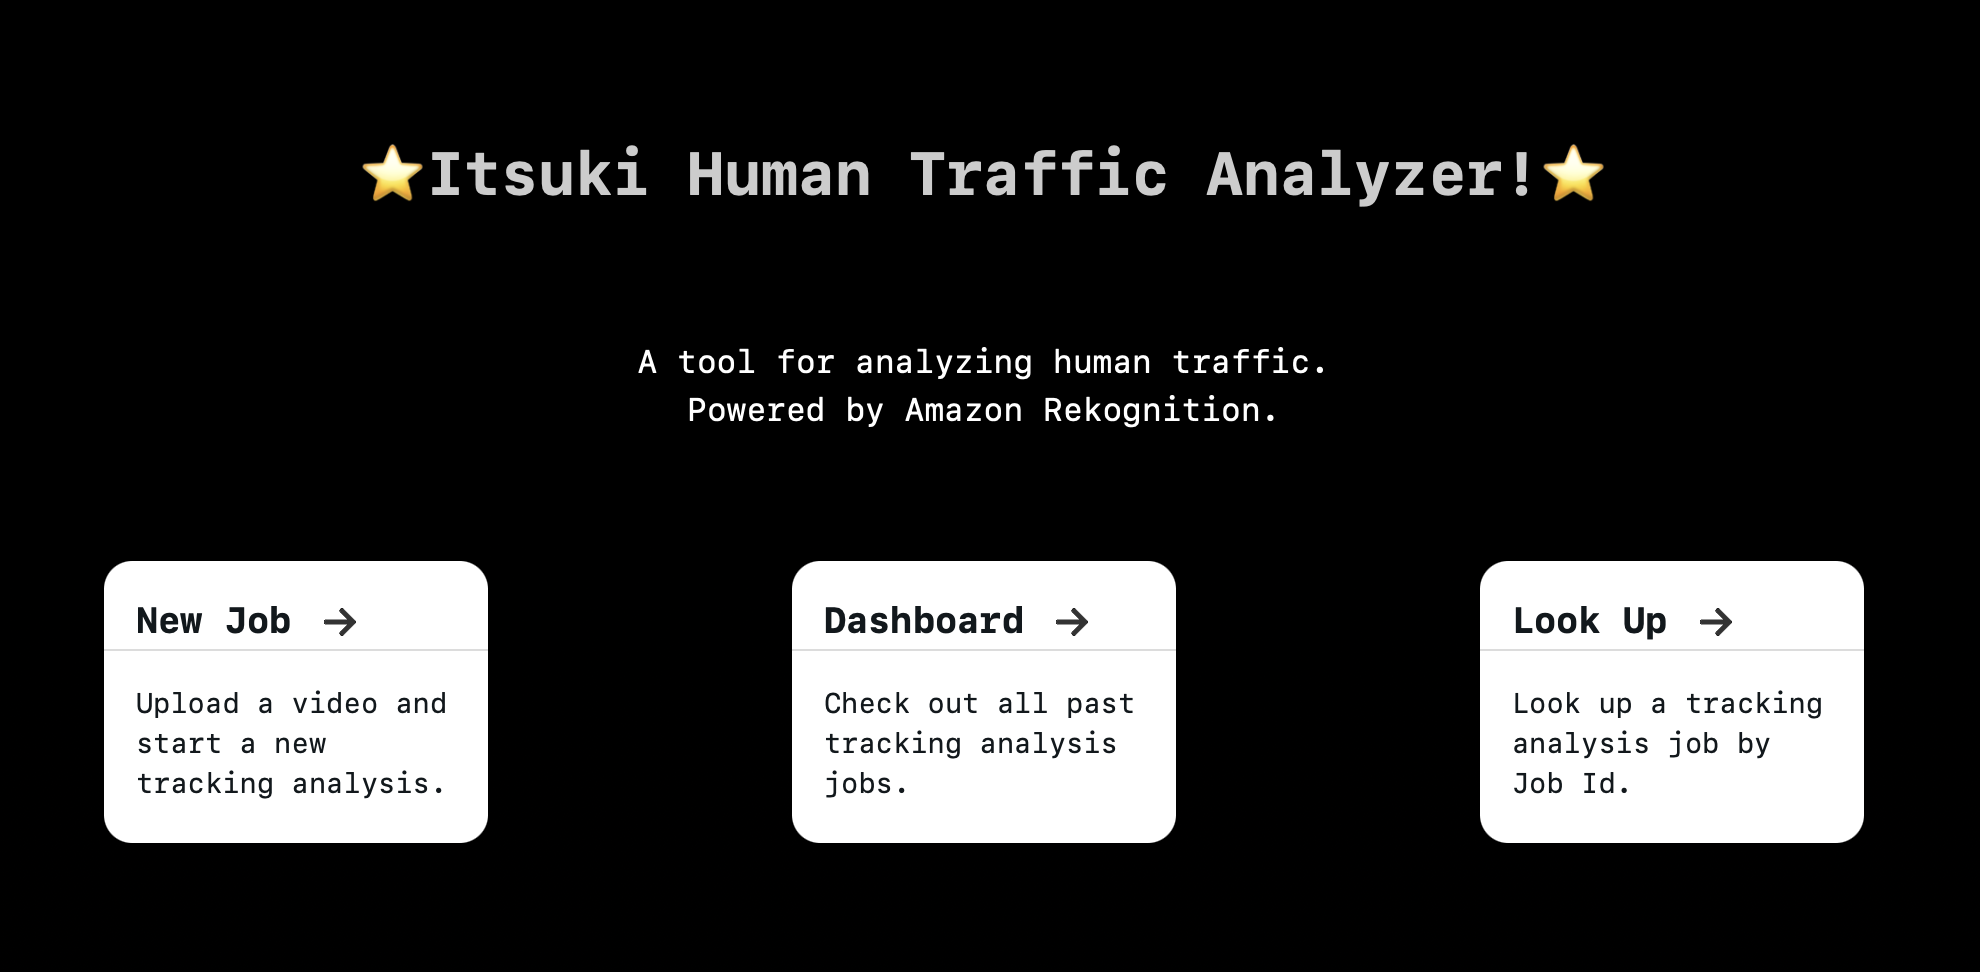 ⭐Itsuki Human Traffic Analyzer!⭐
A tool for analyzing human traffic.
Powered by Amazon Rekognition.
New Job →
Upload a video and
start a new
tracking analysis.
Dashboard →
Check out all past
tracking analysis
jobs.
Look Up →
Look up a tracking
analysis job by
Job Id.